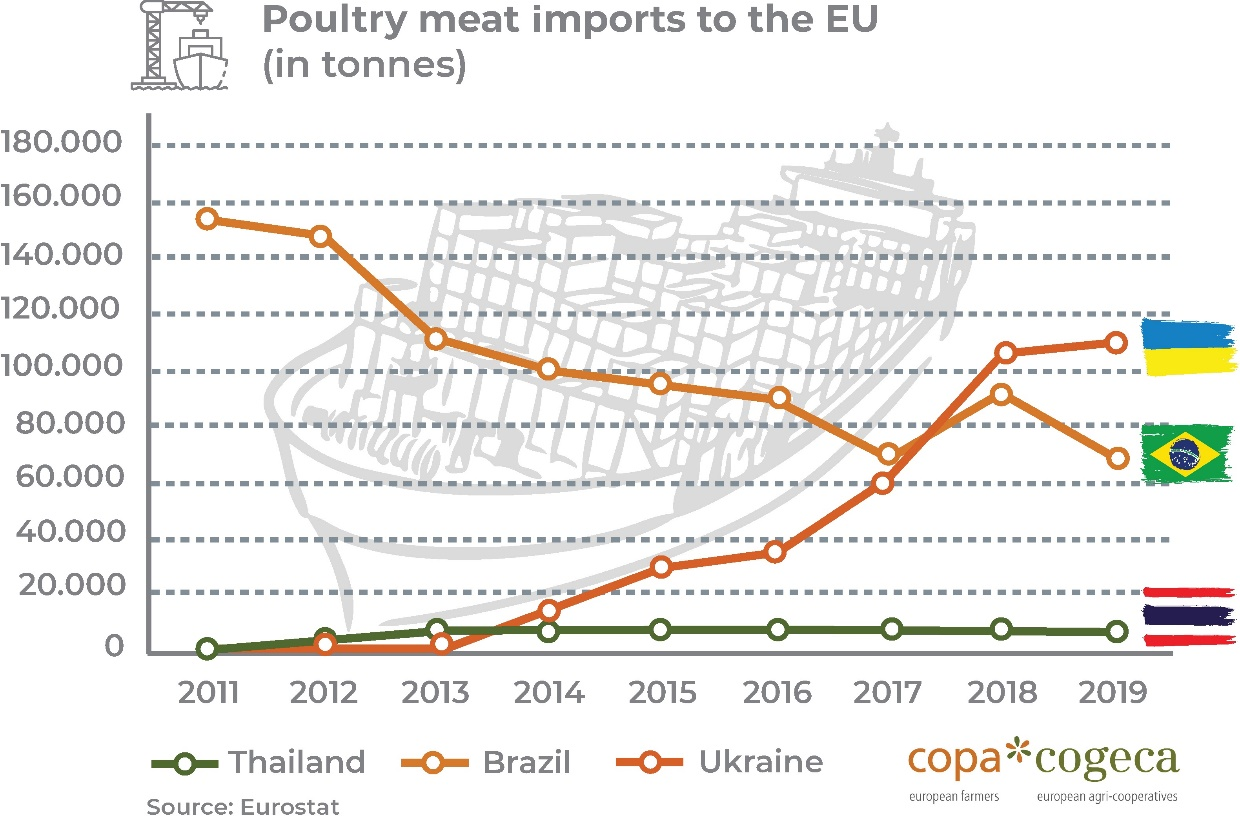 Poultry meat imports to the EU
(in tonnes)
180.000
160.000
140.000
120.000
100.000
80.000
60.000
40.000
20.000
0
2011 2012 2013 2014 2015 2016 2017 2018 2019
Thailand Brazil Ukraine
copa*cogeca
european farmers european agri-cooperatives
Source: Eurostat